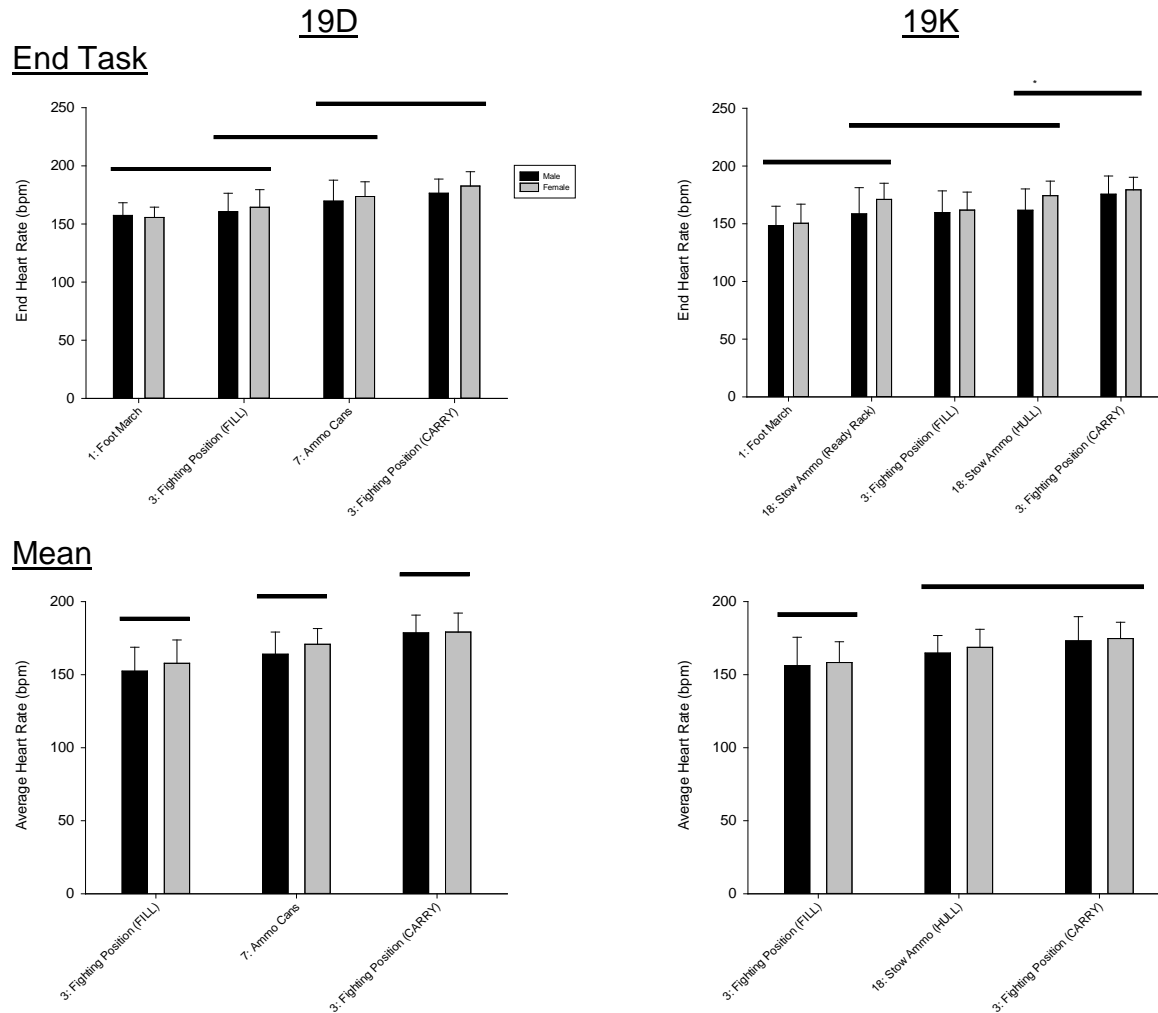 19D
19K
End Task
End Heart Rate (bpm)
250
200
150
100
50
0
1: Foot March
3: Fighting Position (FILL)
7: Ammo Cans
3: Fighting Position (CARRY)
Male
Female
*
End Heart Rate (bpm)
250
200
150
100
50
0
1: Foot March
18: Stow Ammo (Ready Rack)
3: Fighting Position (FILL)
18: Stow Ammo (HULL)
3: Fighting Position (CARRY)
Mean
Average Heart Rate (bpm)
200
150
100
50
0
3: Fighting Position (FILL)
7: Ammo Cans
3: Fighting Position (CARRY)
Average Heart Rate (bpm)
200
150
100
50
0
3: Fighting Position (FILL)
18: Stow Ammo (HULL)
3: Fighting Position (CARRY)